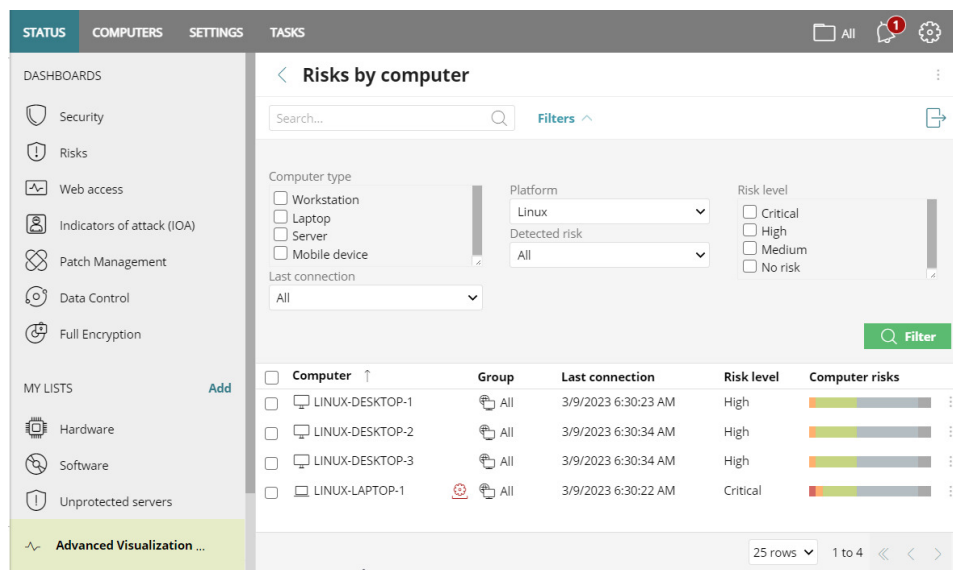 STATUS COMPUTERS SETTINGS TASKS All 1
DASHBOARDS
Security
Risks
Web access
Indicators of attack (IOA)
Patch Management
Data Control
Full Encryption
MY LISTS Add
Hardware
Software
Unprotected servers
Advanced Visualization ...
Risks by computer
Search... Filters
Computer type
Workstation
Laptop
Server
Mobile device
Last connection
All
Platform
Linux
Detected risk
All
Risk level
Critical
High
Medium
No risk
Filter
Computer ↑ Group Last connection Risk level Computer risks
LINUX-DESKTOP-1 All 3/9/2023 6:30:23 AM High
LINUX-DESKTOP-2 All 3/9/2023 6:30:34 AM High
LINUX-DESKTOP-3 All 3/9/2023 6:30:34 AM High
LINUX-LAPTOP-1 All 3/9/2023 6:30:22 AM Critical
25 rows 1 to 4